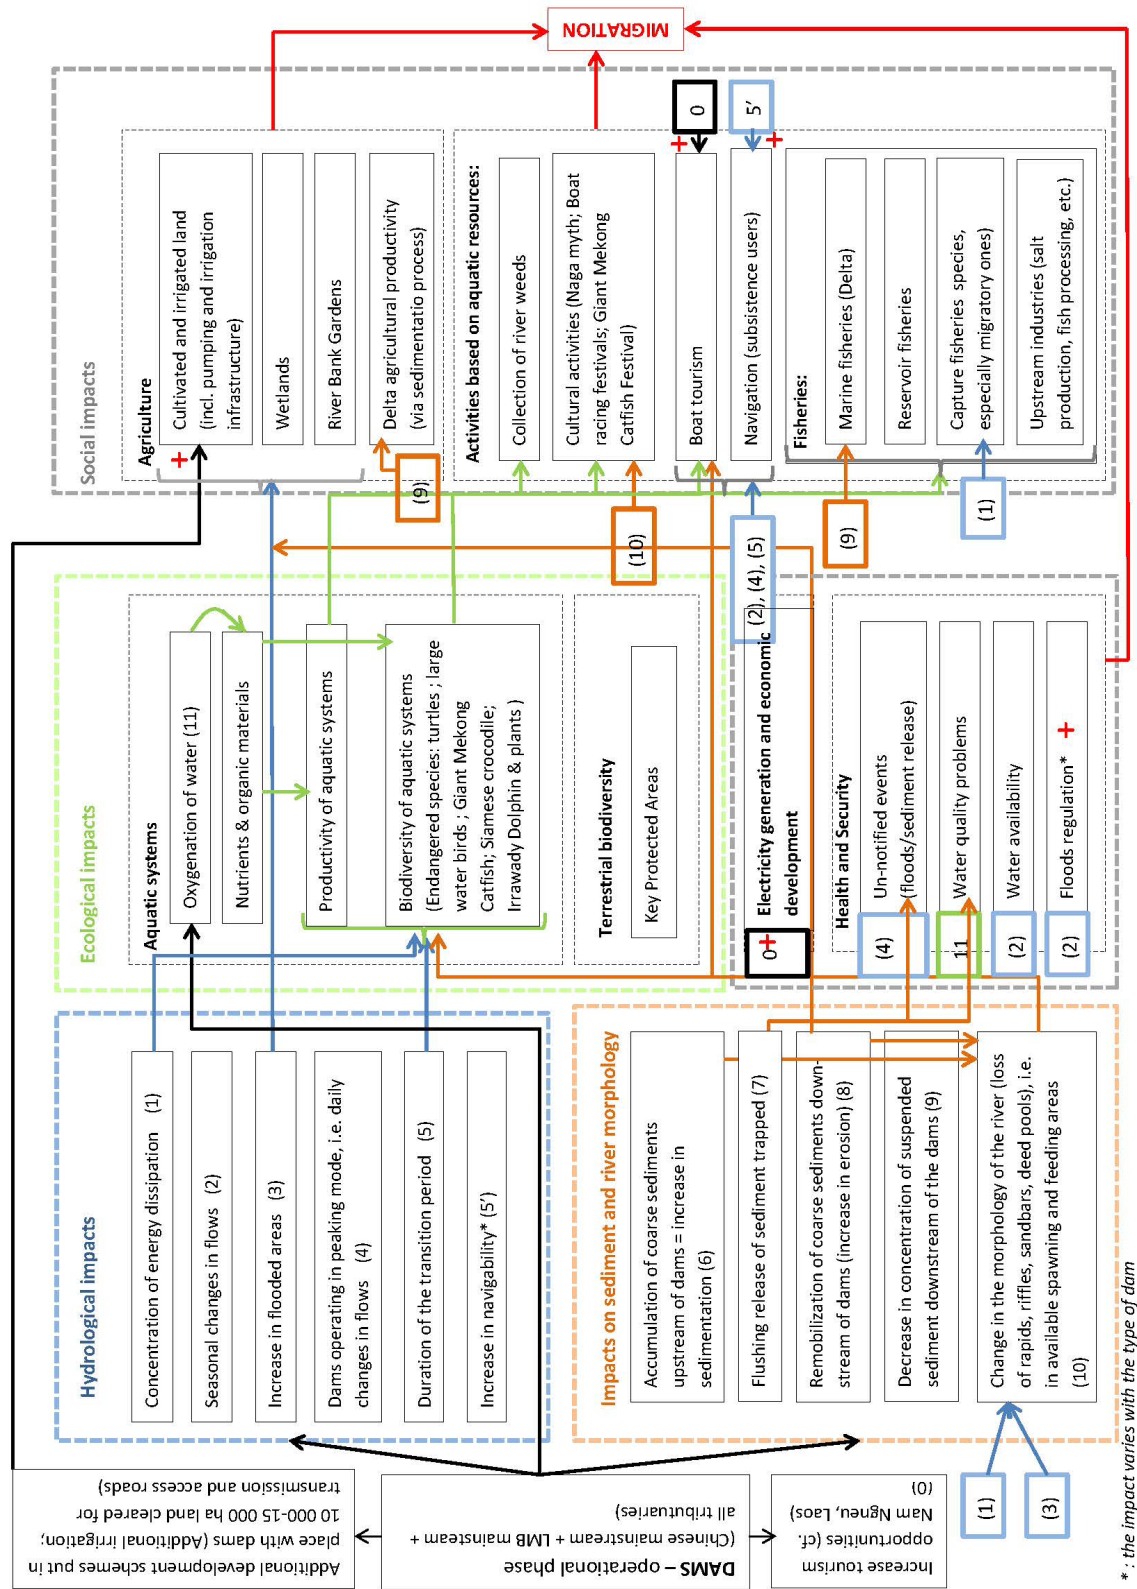 Additional development schemes put in
place with dams (Additional irrigation;
10 000-15 000 ha land cleared for
transmission and access roads)
DAMS – operational phase
(Chinese mainstream + LMB mainstream +
all tributaries)
Increase tourism
opportunities (cf.
Nam Ngneu, Laos)
(0)
Hydrological impacts
Concentration of energy dissipation (1)
Seasonal changes in flows (2)
Increase in flooded areas (3)
Dams operating in peaking mode, i.e. daily
changes in flows (4)
Duration of the transition period (5)
Increase in navigability* (5’)
Impacts on sediment and river morphology
Accumulation of coarse sediments
upstream of dams = increase in
sedimentation (6)
Flushing release of sediment trapped (7)
Remobilization of coarse sediments down-
stream of dams (increase in erosion) (8)
Decrease in concentration of suspended
sediment downstream of the dams (9)
Change in the morphology of the river (loss
of rapids, riffles, sandbars, deed pools), i.e.
in available spawning and feeding areas
(10)
(1)
(3)
Ecological impacts
Aquatic systems
Oxygenation of water (11)
Nutrients & organic materials
Productivity of aquatic systems
Biodiversity of aquatic systems
(Endangered species: turtles ; large
water birds ; Giant Mekong
Catfish; Siamese crocodile;
Irrawady Dolphin & plants )
Terrestrial biodiversity
Key Protected Areas
0
+
Electricity generation and economic
development
Health and Security
(4)
Un-notified events
(floods/sediment release)
11
Water quality problems
(2)
Water availability
(2)
Floods regulation*
+
Social impacts
Agriculture
+
Cultivated and irrigated land
(incl. pumping and irrigation
infrastructure)
Wetlands
River Bank Gardens
Delta agricultural productivity
(via sedimentatio process)
(9)
Activities based on aquatic resources:
Collection of river weeds
Cultural activities (Naga myth; Boat
racing festivals; Giant Mekong
Catfish Festival)
(10)
Boat tourism
+
0
Navigation (subsistence users)
+
5’
(2), (4), (5)
Fisheries:
Marine fisheries (Delta)
(9)
Reservoir fisheries
Capture fisheries species,
especially migratory ones
(1)
Upstream industries (salt
production, fish processing, etc.)
MIGRATION
* : the impact varies with the type of dam